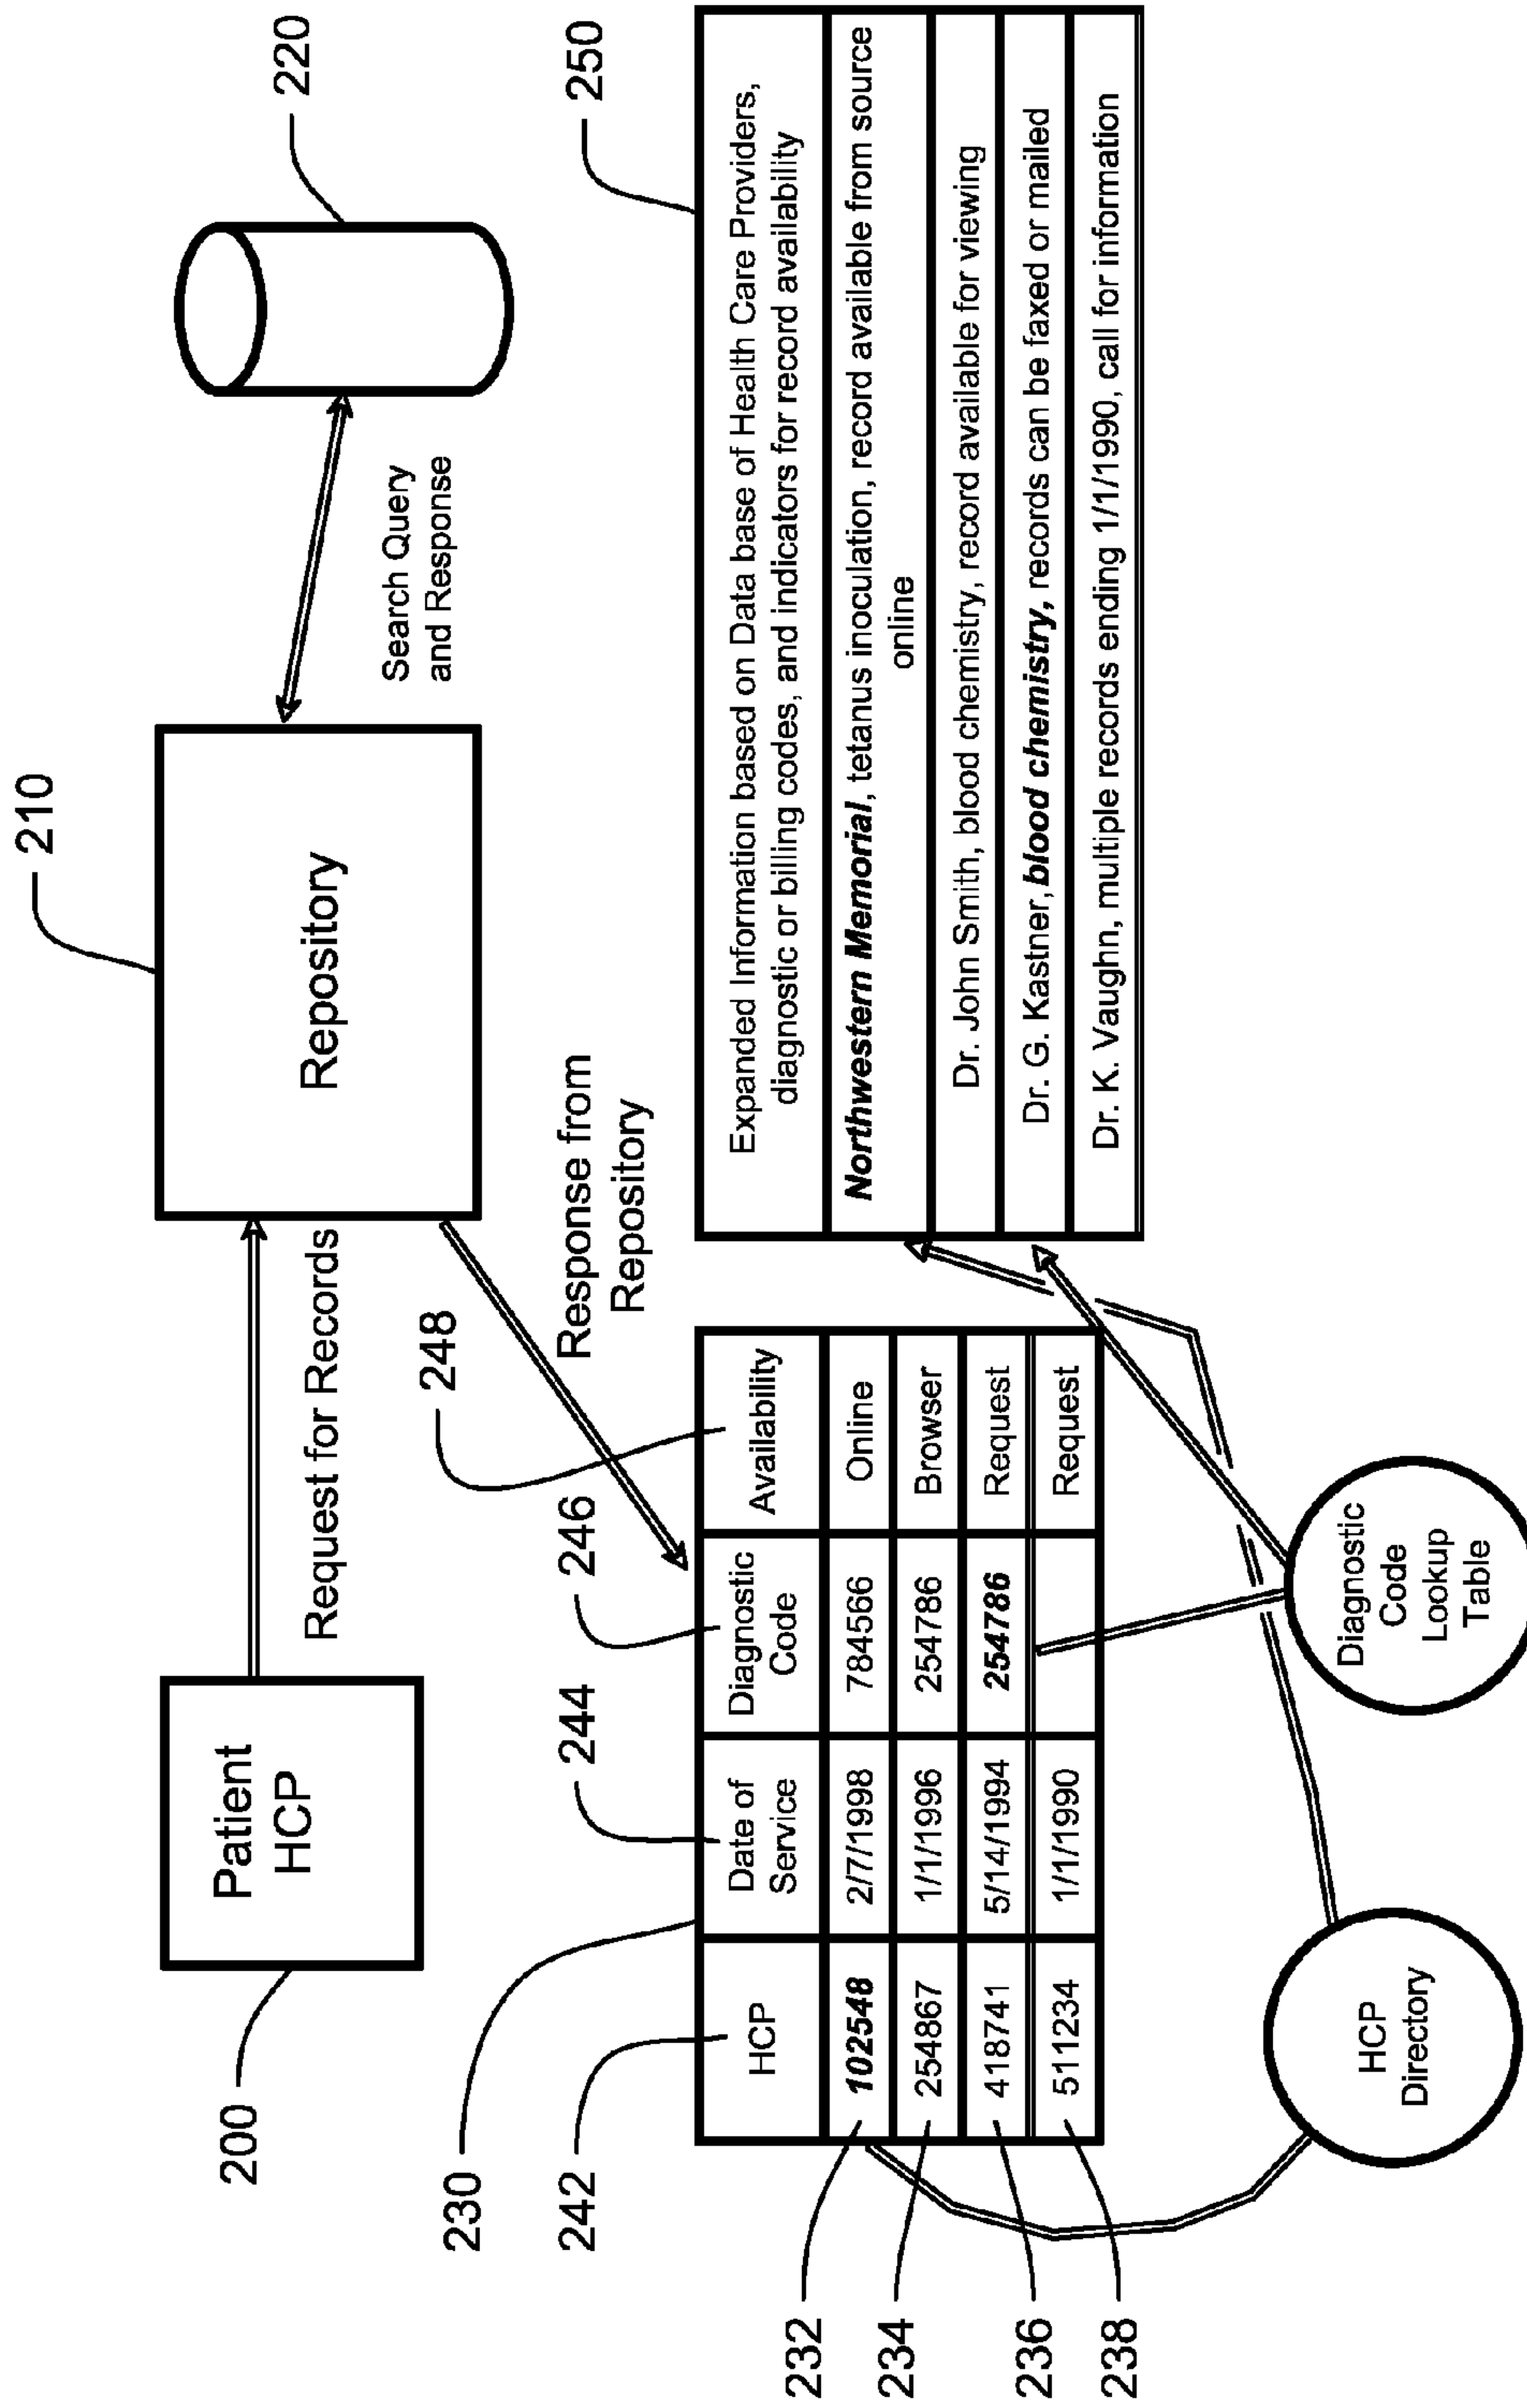 210
220
200
Patient
HCP
Request for Records
Repository
Search Query
and Response
Response from
Repository
230
242
244
246
248
250
HCP
Date of
Service
Diagnostic
Code
Availability
232
102548
2/7/1998
784566
Online
234
254867
1/1/1996
254786
Browser
236
418741
5/14/1994
254786
Request
238
511234
1/1/1990
Request
Expanded Information based on Data base of Health Care Providers,
diagnostic or billing codes, and indicators for record availability
Northwestern Memorial, tetanus inoculation, record available from source
online
Dr. John Smith, blood chemistry, record available for viewing
Dr. G. Kastner, blood chemistry, records can be faxed or mailed
Dr. K. Vaughn, multiple records ending 1/1/1990, call for information
HCP
Directory
Diagnostic
Code
Lookup
Table